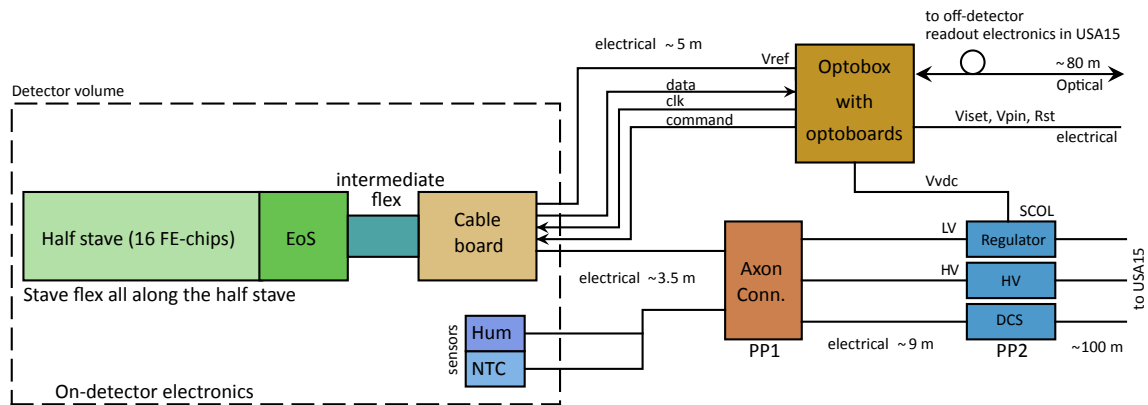 to off-detector
readout electronics in USA15
electrical ~ 5 m
Vref
Optobox
with
optoboards
~80 m
Optical
Detector volume
data
clk
command
Viset, Vpin, Rst
electrical
intermediate
flex
Vvdc
SCOL
Half stave (16 FE-chips)
EoS
Cable
board
LV
Regulator
Stave flex all along the half stave
electrical ~3.5 m
Axon
Conn.
HV
HV
to USA15
sensors
Hum
NTC
DCS
PP1
electrical ~ 9 m
PP2
~100 m
On-detector electronics